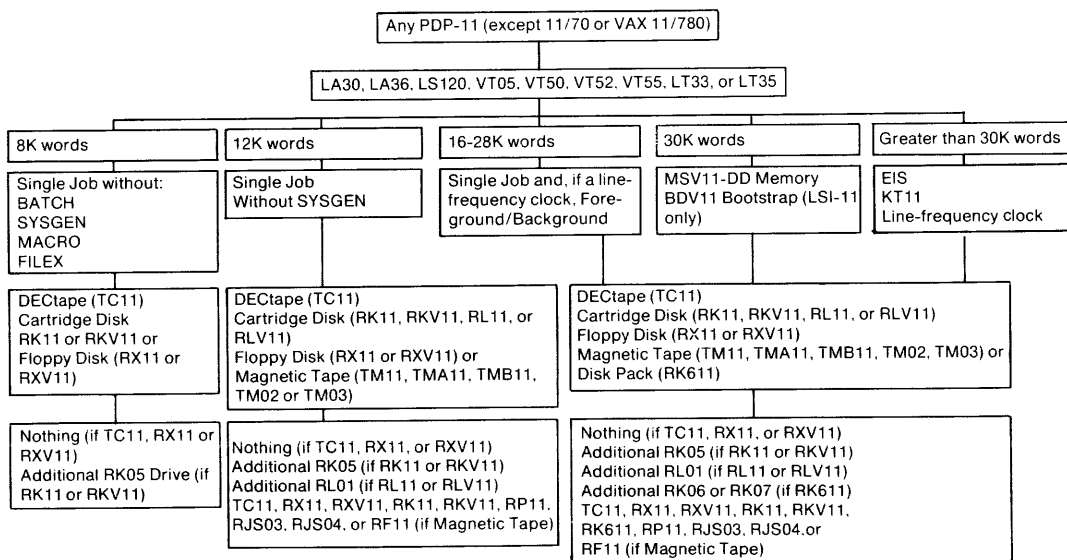 Any PDP-11 (except 11/70 or VAX 11/780)
LA30, LA36, LS120, VT05, VT50, VT52, VT55, LT33, or LT35
8K words
12K words
16-28K words
30K words
Greater than 30K words
Single Job without:
BATCH
SYSGEN
MACRO
FILEX
Single Job
Without SYSGEN
Single Job and, if a line-
frequency clock, Fore-
ground/Background
MSV11-DD Memory
BDV11 Bootstrap (LSI-11
only)
EIS
KT11
Line-frequency clock
DECtape (TC11)
Cartridge Disk
RK11 or RKV11 or
Floppy Disk (RX11 or
RXV11)
DECtape (TC11)
Cartridge Disk (RK11, RKV11, RL11, or
RLV11)
Floppy Disk (RX11 or RXV11) or
Magnetic Tape (TM11, TMA11, TMB11,
TM02 or TM03)
DECtape (TC11)
Cartridge Disk (RK11, RKV11, RL11, or RLV11)
Floppy Disk (RX11 or RXV11)
Magnetic Tape (TM11, TMA11, TMB11, TM02, TM03) or
Disk Pack (RK611)
Nothing (if TC11, RX11 or
RXV11)
Additional RK05 Drive (if
RK11 or RKV11)
Nothing (if TC11, RX11, or RXV11)
Additional RK05 (if RK11 or RKV11)
Additional RL01 (if RL11 or RLV11)
TC11, RX11, RXV11, RK11, RKV11, RP11,
RJS03, RJS04, or RF11 (if Magnetic Tape)
Nothing (if TC11, RX11, or RXV11)
Additional RK05 (if RK11 or RKV11)
Additional RL01 (if RL11 or RLV11)
Additional RK06 or RK07 (if RK611)
TC11, RX11, RXV11, RK11, RKV11,
RK611, RP11, RJS03, RJS04, or
RF11 (if Magnetic Tape)